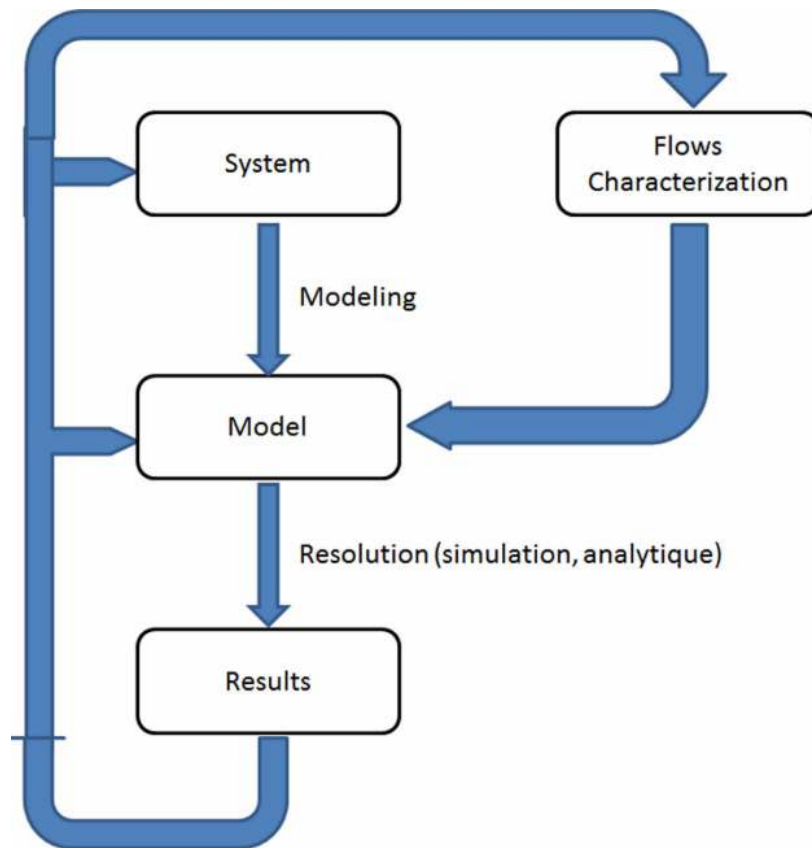 System
Flows
Characterization
Modeling
Model
Resolution (simulation, analytique)
Results